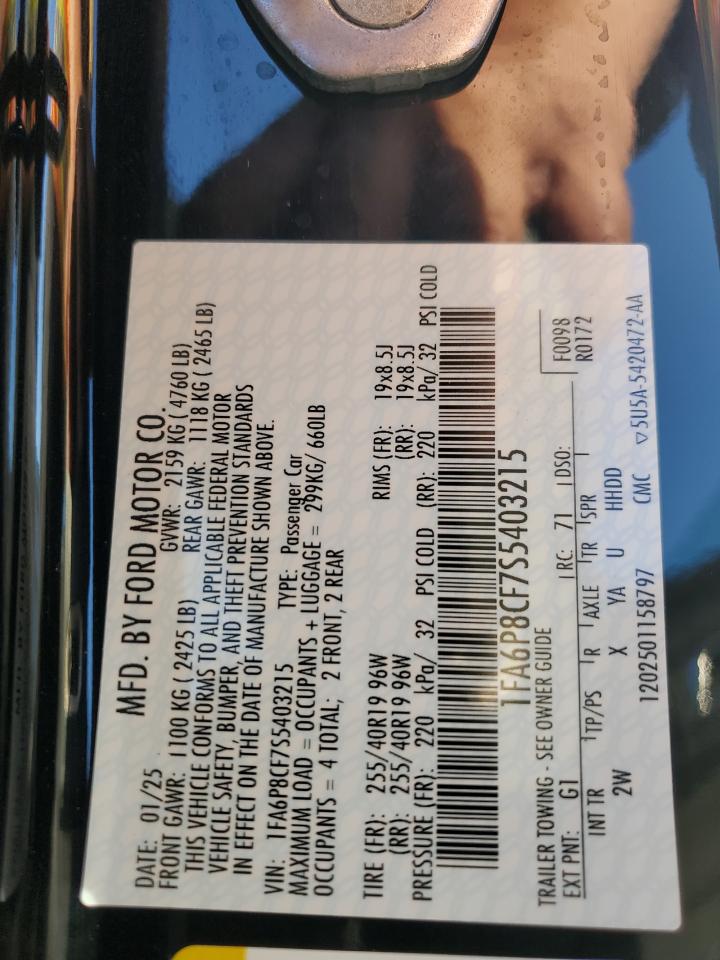 MFD. BY FORD MOTOR CO.
DATE: 01/25 GVWR: 2159 KG ( 4760 LB)
FRONT GAWR: 1100 KG ( 2425 LB) REAR GAWR: 1118 KG ( 2465 LB)
THIS VEHICLE CONFORMS TO ALL APPLICABLE FEDERAL MOTOR
VEHICLE SAFETY, BUMPER, AND THEFT PREVENTION STANDARDS
IN EFFECT ON THE DATE OF MANUFACTURE SHOWN ABOVE.
VIN: 1FA6P8CF7S5403215 TYPE: Passenger Car
MAXIMUM LOAD = OCCUPANTS + LUGGAGE = 299KG/ 660LB
OCCUPANTS = 4 TOTAL; 2 FRONT, 2 REAR
TIRE (FR): 255/40R19 96W RIMS (FR): 19x8.5J
(RR): 255/40R19 96W (RR): 19x8.5J
PRESSURE (FR): 220 kPa/ 32 PSI COLD (RR): 220 kPa/ 32 PSI COLD
1FA6P8CF7S5403215
TRAILER TOWING - SEE OWNER GUIDE F0098
EXT PNT: G1 RC: 71 DSO: R0172
INT TR TP/PS R AXLE TR SPR
2W X YA U HHDD
1202501158797 CMC ▽5U5A-5420472-AA